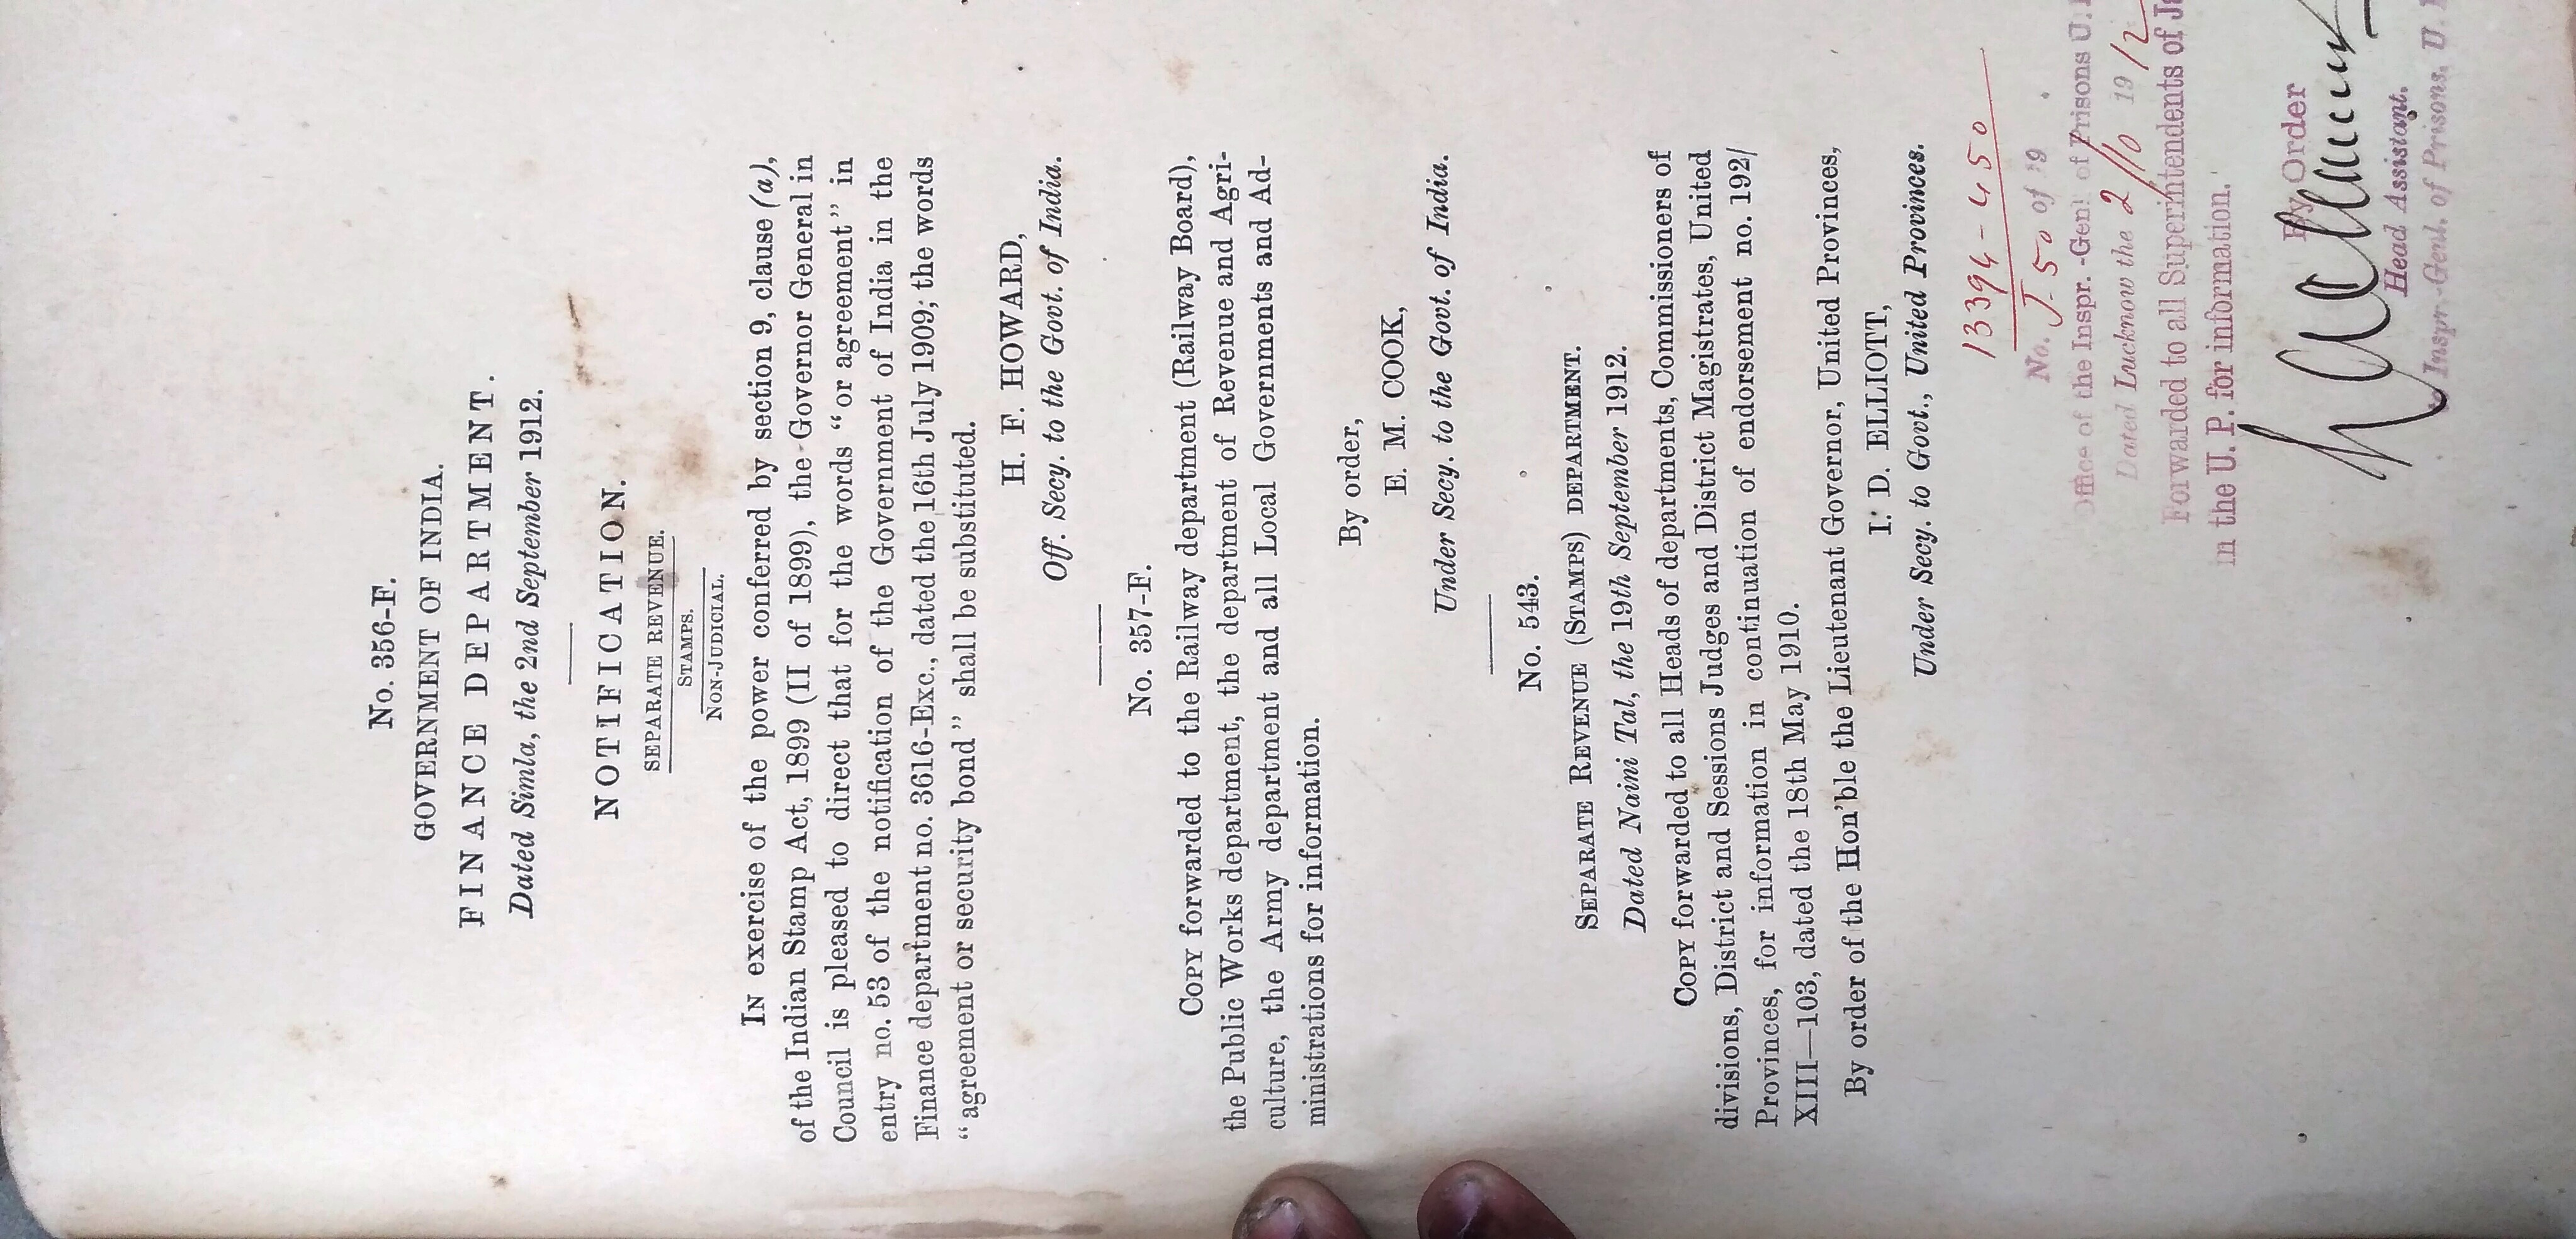 No. 356-F.
GOVERNMENT OF INDIA.
FINANCE DEPARTMENT.
Dated Simla, the 2nd September 1912.
NOTIFICATION.
SEPARATE REVENUE.
STAMPS.
NON-JUDICIAL.
IN exercise of the power conferred by section 9, clause (a),
of the Indian Stamp Act, 1899 (II of 1899), the Governor General in
Council is pleased to direct that for the words “or agreement” in
entry no. 53 of the notification of the Government of India in the
Finance department no. 3616-Exc., dated the 16th July 1909; the words
“agreement or security bond” shall be substituted.
H. F. HOWARD,
Off. Secy. to the Govt. of India.
No. 357-F.
COPY forwarded to the Railway department (Railway Board),
the Public Works department, the department of Revenue and Agri-
culture, the Army department and all Local Governments and Ad-
ministrations for information.
By order,
E. M. COOK,
Under Secy. to the Govt. of India.
No. 543.
SEPARATE REVENUE (STAMPS) DEPARTMENT.
Dated Naini Tal, the 19th September 1912.
COPY forwarded to all Heads of departments, Commissioners of
divisions, District and Sessions Judges and District Magistrates, United
Provinces, for information in continuation of endorsement no. 192/
XIII—103, dated the 18th May 1910.
By order of the Hon’ble the Lieutenant Governor, United Provinces,
I. D. ELLIOTT,
Under Secy. to Govt., United Provinces.
1394-450
No. J-50 of 19
Office of the Inspr.-Genl. of Prisons U.
Dated Lucknow the 2/10 1912
Forwarded to all Superintendents of
in the U. P. for information.
By Order
Head Assistant.
Inspr.-Genl. of Prisons, U.